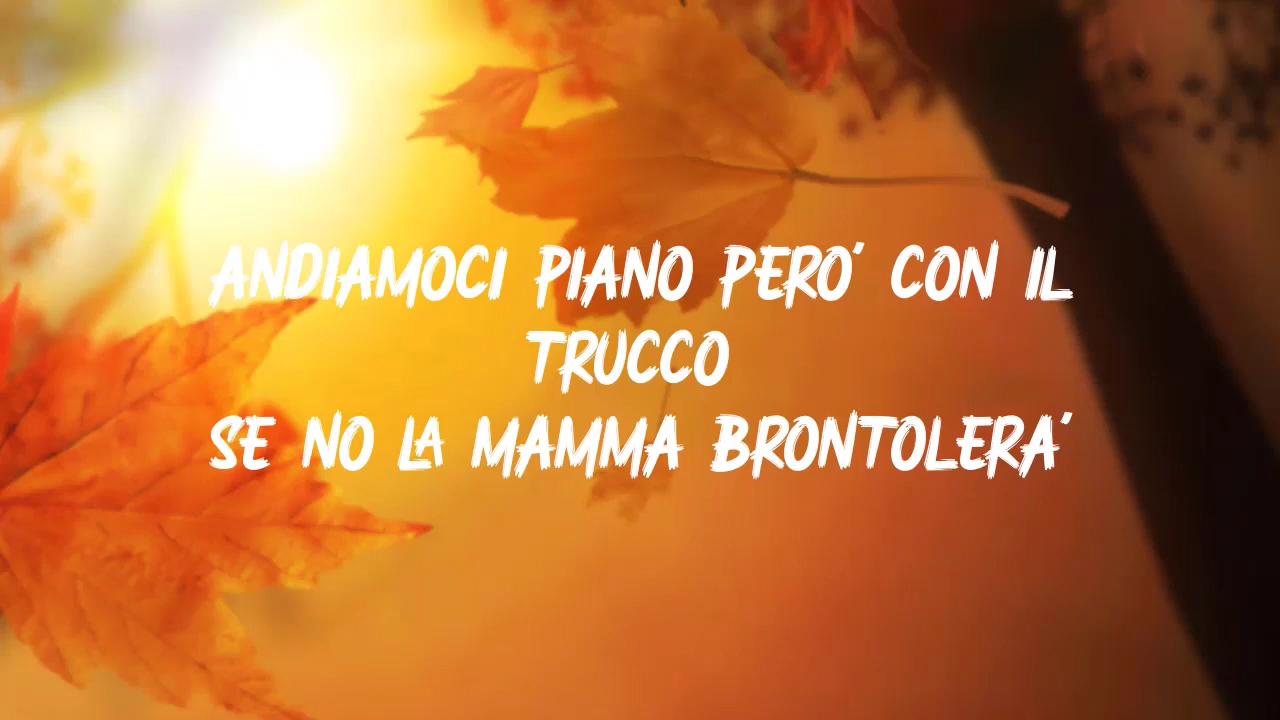 ANDIAMOCI PIANO PERO' CON IL
TRUCCO
SE NO LA MAMMA BRONTOLERA'